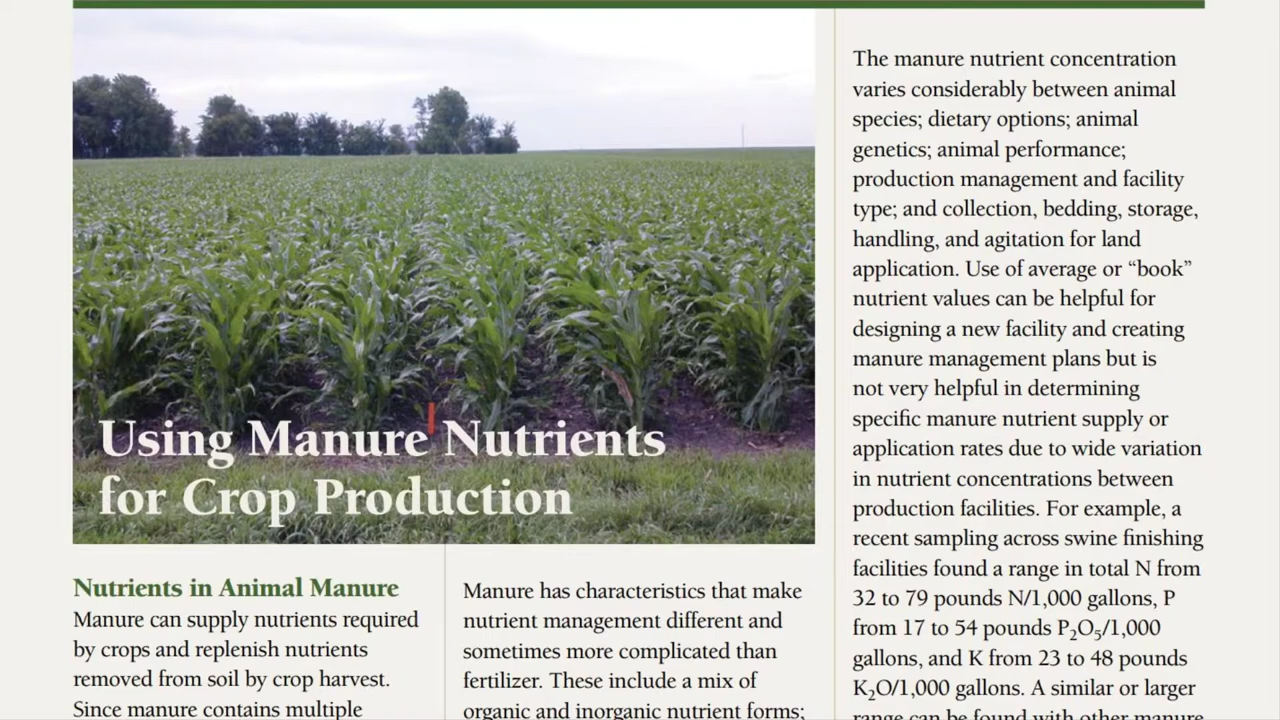 Using Manure Nutrients
for Crop Production
Nutrients in Animal Manure
Manure can supply nutrients required
by crops and replenish nutrients
removed from soil by crop harvest.
Since manure contains multiple
Manure has characteristics that make
nutrient management different and
sometimes more complicated than
fertilizer. These include a mix of
organic and inorganic nutrient forms;
The manure nutrient concentration
varies considerably between animal
species; dietary options; animal
genetics; animal performance;
production management and facility
type; and collection, bedding, storage,
handling, and agitation for land
application. Use of average or “book”
nutrient values can be helpful for
designing a new facility and creating
manure management plans but is
not very helpful in determining
specific manure nutrient supply or
application rates due to wide variation
in nutrient concentrations between
production facilities. For example, a
recent sampling across swine finishing
facilities found a range in total N from
32 to 79 pounds N/1,000 gallons, P
from 17 to 54 pounds P₂O₅/1,000
gallons, and K from 23 to 48 pounds
K₂O/1,000 gallons. A similar or larger
range can be found with other manure